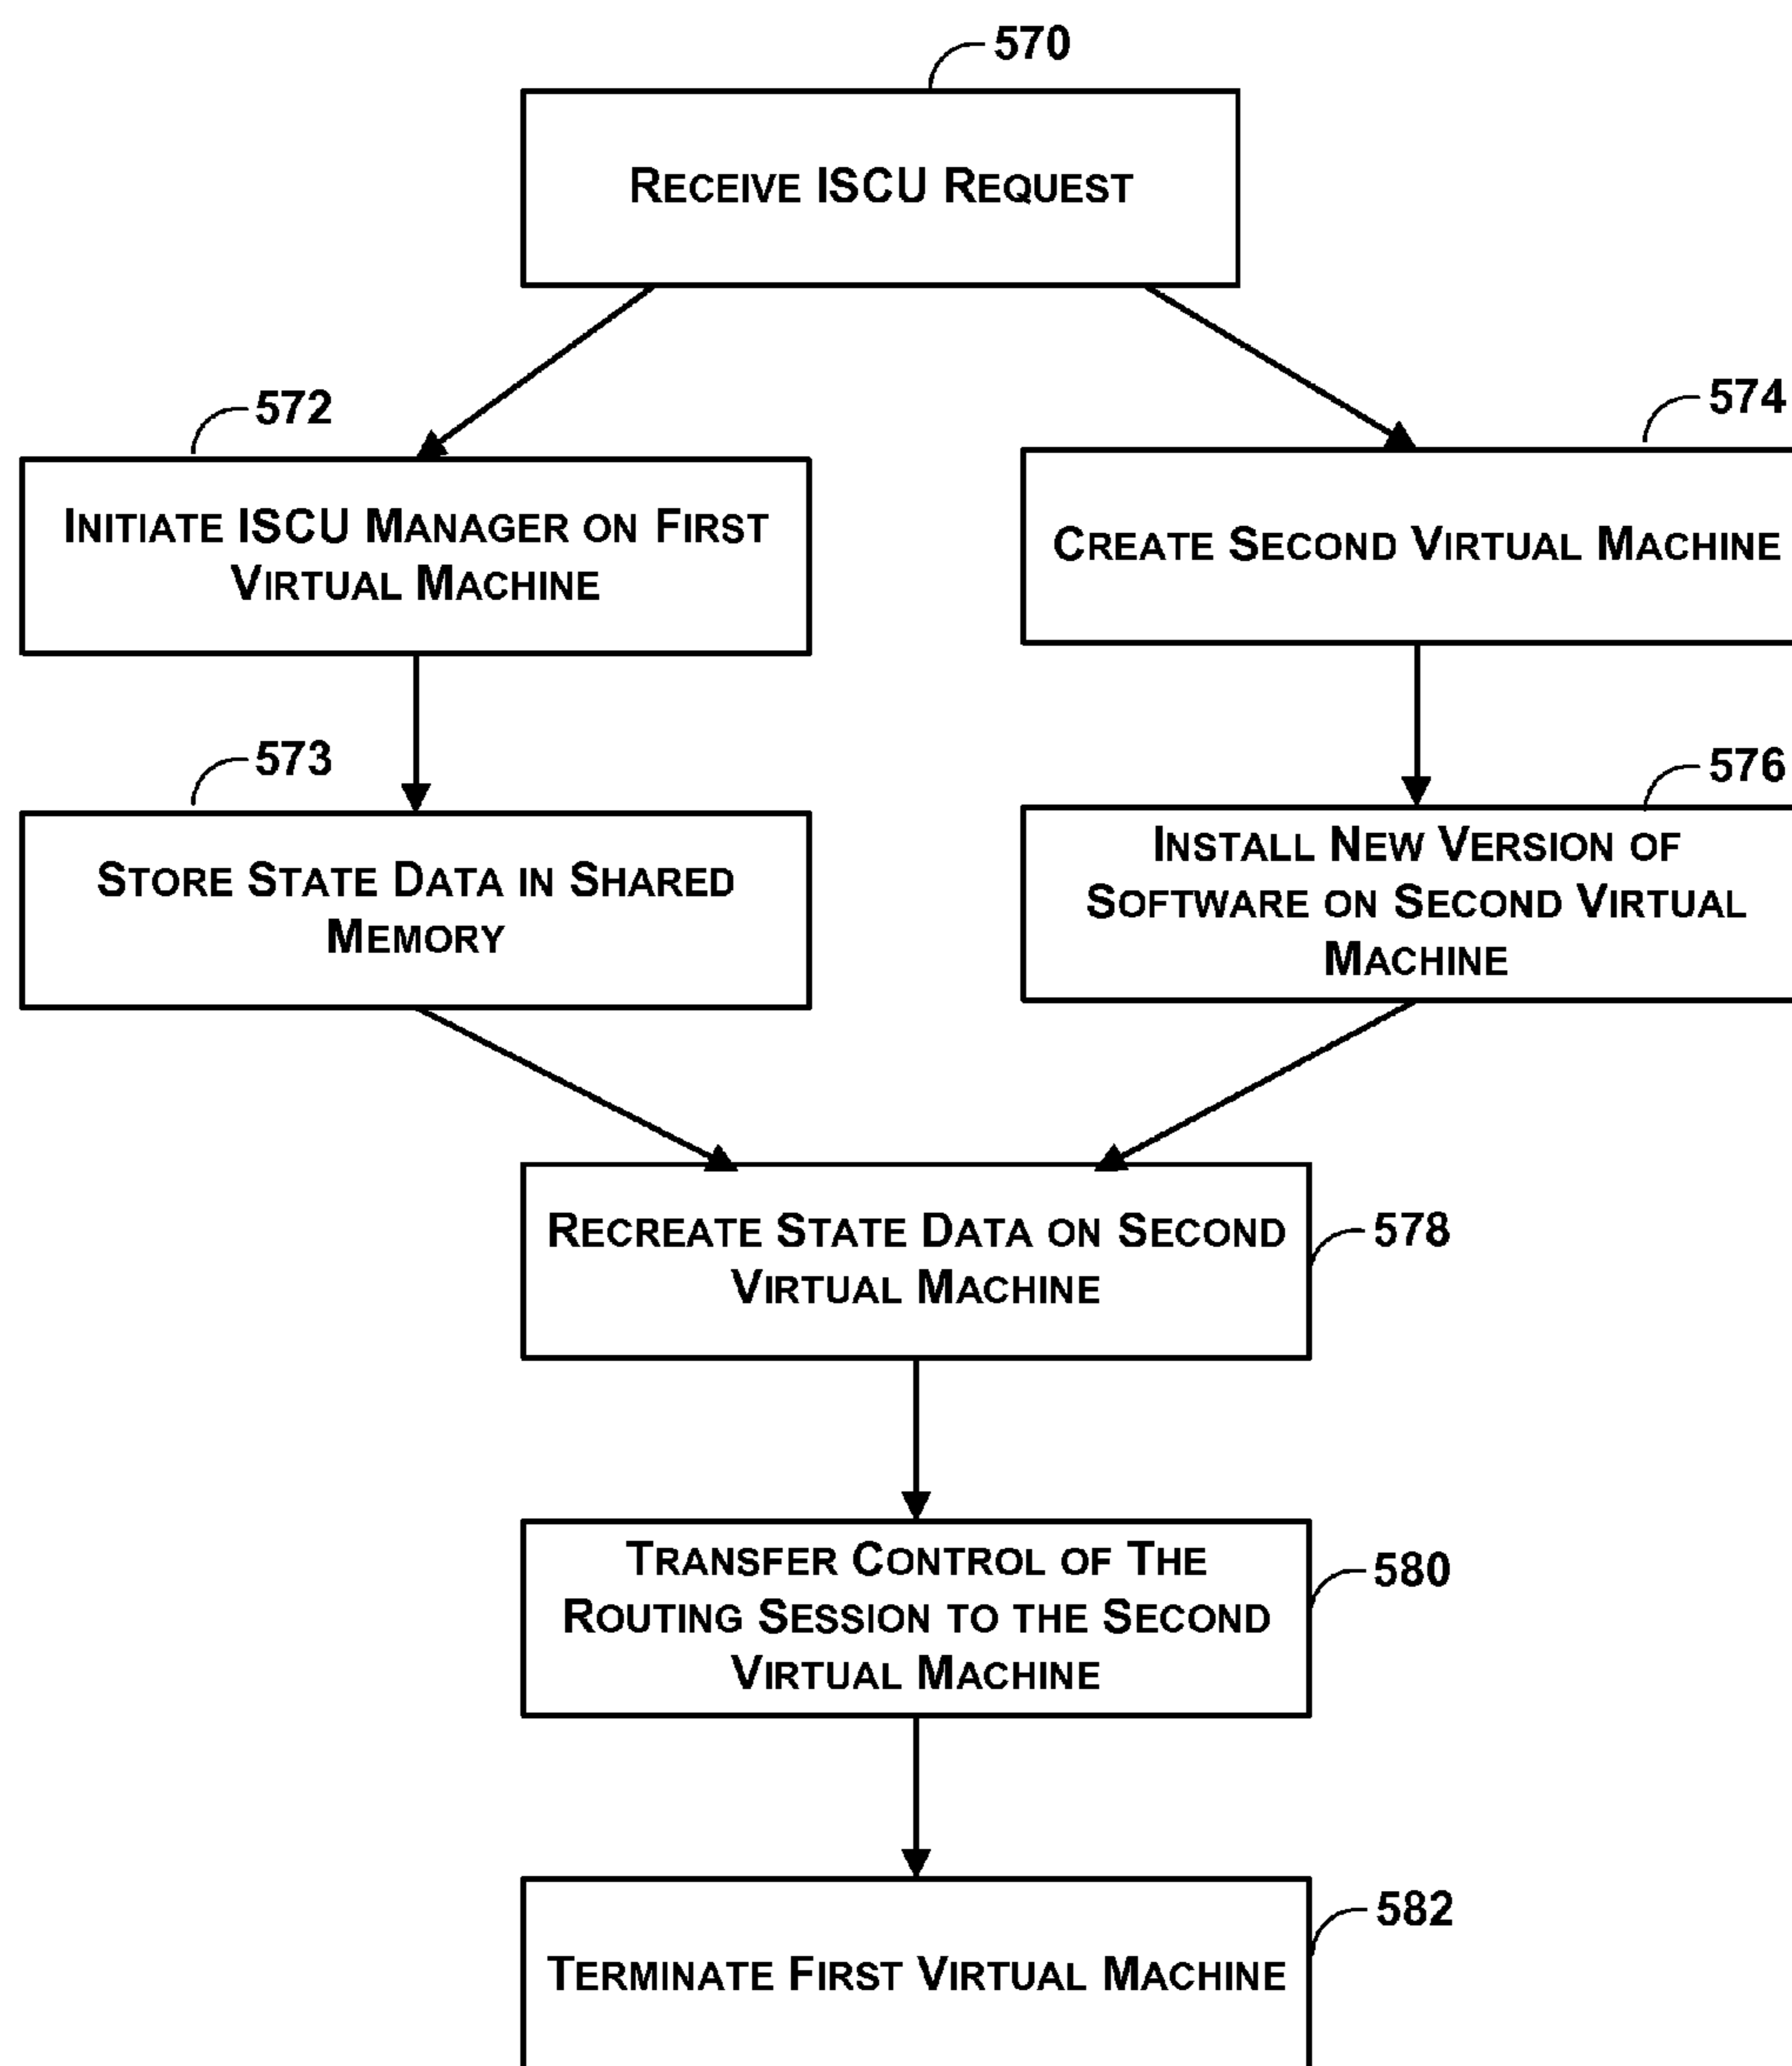 570
RECEIVE ISCU REQUEST
572
574
INITIATE ISCU MANAGER ON FIRST
VIRTUAL MACHINE
CREATE SECOND VIRTUAL MACHINE
573
576
STORE STATE DATA IN SHARED
MEMORY
INSTALL NEW VERSION OF
SOFTWARE ON SECOND VIRTUAL
MACHINE
RECREATE STATE DATA ON SECOND
VIRTUAL MACHINE
578
TRANSFER CONTROL OF THE
ROUTING SESSION TO THE SECOND
VIRTUAL MACHINE
580
582
TERMINATE FIRST VIRTUAL MACHINE